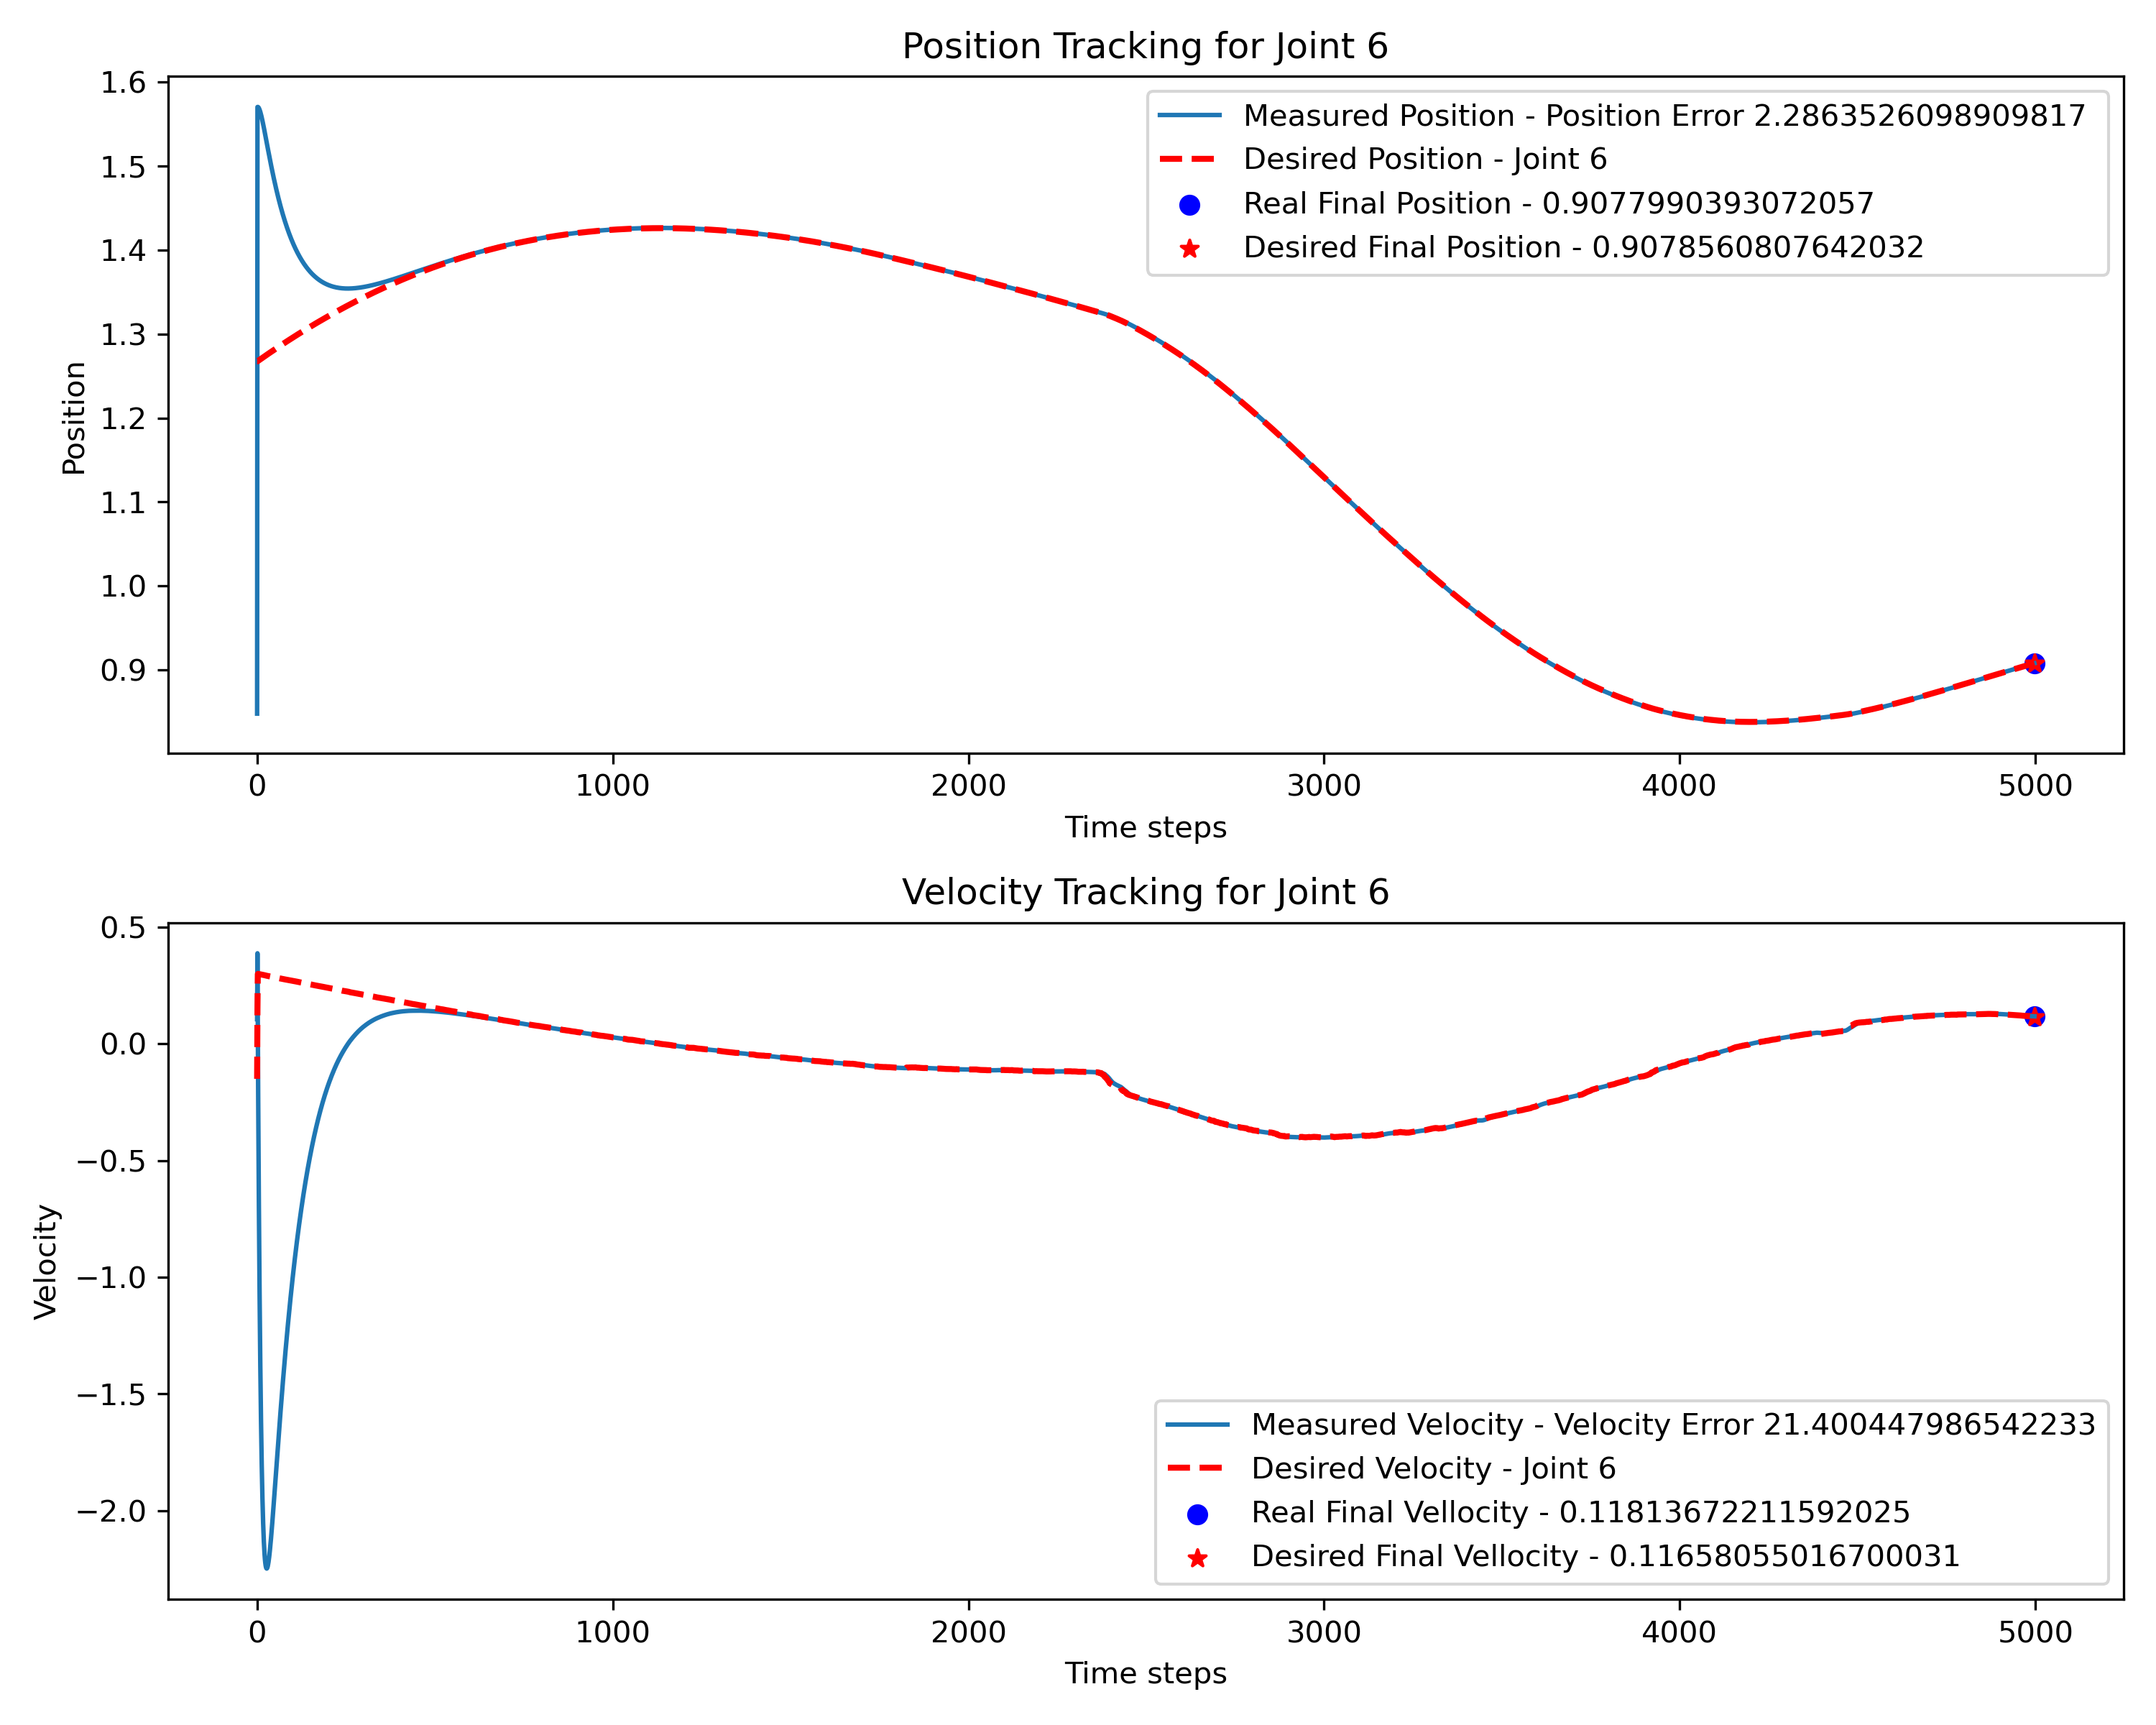 Position Tracking for Joint 6
1.6
1.5
1.4
1.3
1.2
1.1
1.0
0.9
Position
Measured Position - Position Error 2.2863526098909817
Desired Position - Joint 6
Real Final Position - 0.9077990393072057
Desired Final Position - 0.9078560807642032
0 1000 2000 3000 4000 5000
Time steps
Velocity Tracking for Joint 6
0.5
0.0
−0.5
−1.0
−1.5
−2.0
Velocity
Measured Velocity - Velocity Error 21.400447986542233
Desired Velocity - Joint 6
Real Final Vellocity - 0.11813672211592025
Desired Final Vellocity - 0.11658055016700031
0 1000 2000 3000 4000 5000
Time steps